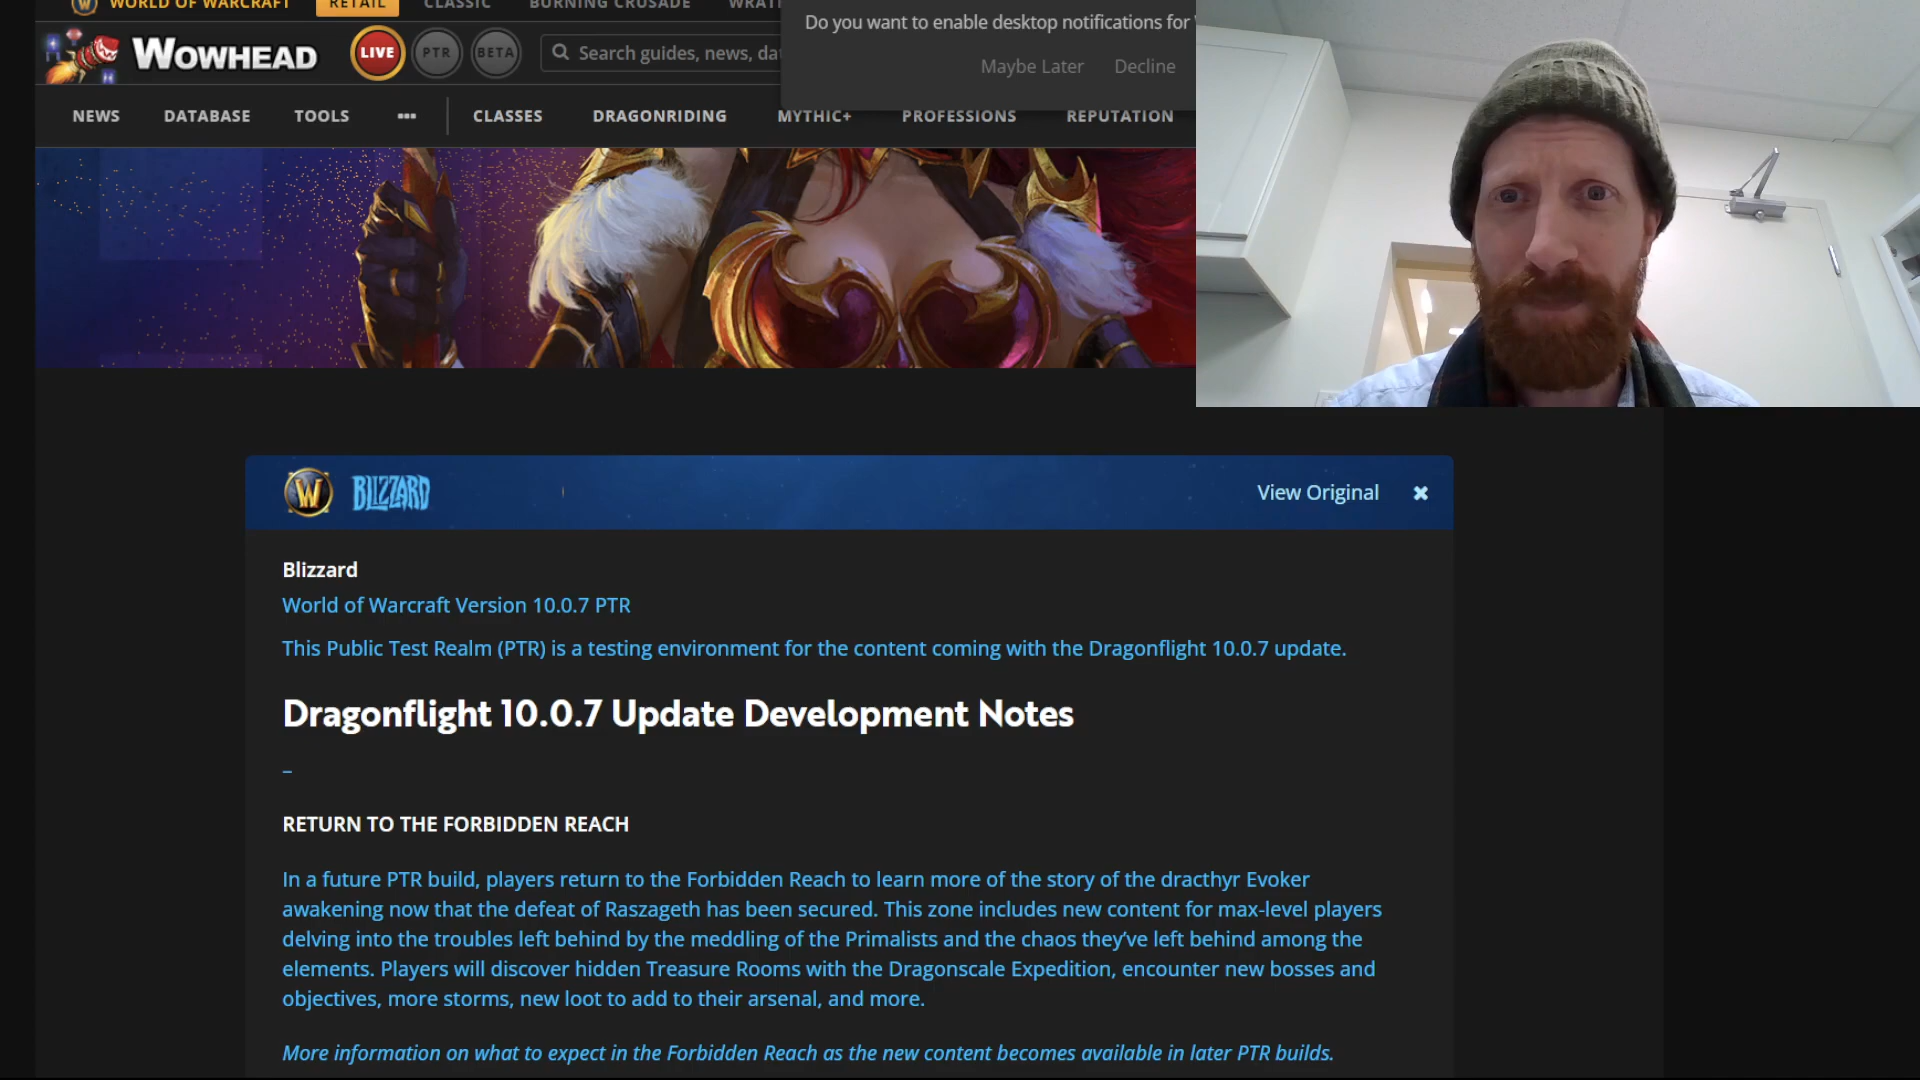 WORLD OF WARCRAFT RETAIL CLASSIC BURNING CRUSADE
Do you want to enable desktop notifications for
Maybe Later Decline
WOWHEAD LIVE PTR BETA Search guides, news, dat
NEWS DATABASE TOOLS ••• CLASSES DRAGONRIDING MYTHIC+ PROFESSIONS REPUTATION
W BLIZZARD View Original ✖
Blizzard
World of Warcraft Version 10.0.7 PTR
This Public Test Realm (PTR) is a testing environment for the content coming with the Dragonflight 10.0.7 update.
Dragonflight 10.0.7 Update Development Notes
–
RETURN TO THE FORBIDDEN REACH
In a future PTR build, players return to the Forbidden Reach to learn more of the story of the dracthyr Evoker
awakening now that the defeat of Raszageth has been secured. This zone includes new content for max-level players
delving into the troubles left behind by the meddling of the Primalists and the chaos they’ve left behind among the
elements. Players will discover hidden Treasure Rooms with the Dragonscale Expedition, encounter new bosses and
objectives, more storms, new loot to add to their arsenal, and more.
More information on what to expect in the Forbidden Reach as the new content becomes available in later PTR builds.